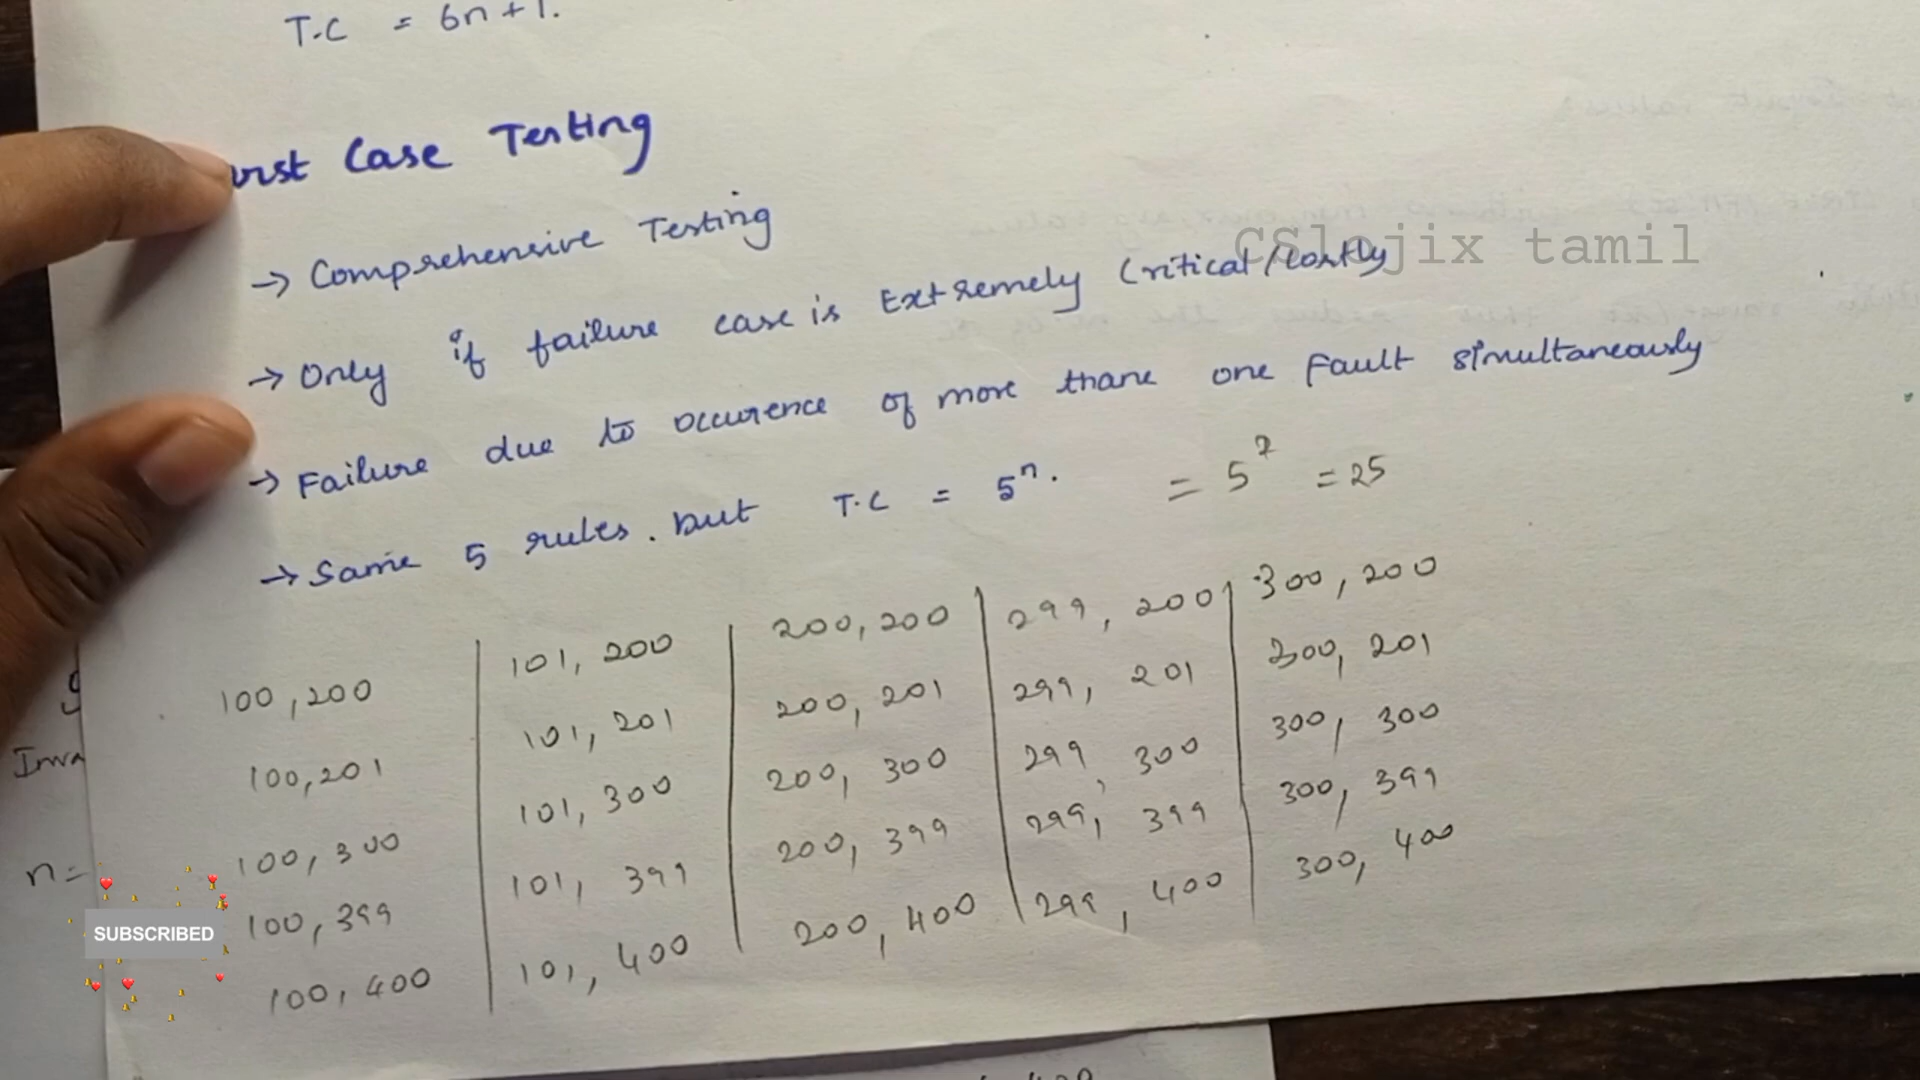 T.C = 6n+1.
urst Case Testing
CSlojix tamil
→ Comprehensive Testing
→ Only if failure case is Extremely Critical/costly
→ Failure due to occurence of more thane one Fault simultaneously
→ Same 5 rules. but T.C = 5ⁿ. = 5² = 25
100,200 | 101, 200 | 200,200 | 299, 200 | 300, 200
100,201 | 101, 201 | 200, 201 | 299, 201 | 300, 201
100, 300 | 101, 300 | 200, 300 | 299, 300 | 300, 300
100, 399 | 101, 399 | 200, 399 | 299, 399 | 300, 399
100, 400 | 101, 400 | 200, 400 | 299, 400 | 300, 400
Inva
n=
SUBSCRIBED